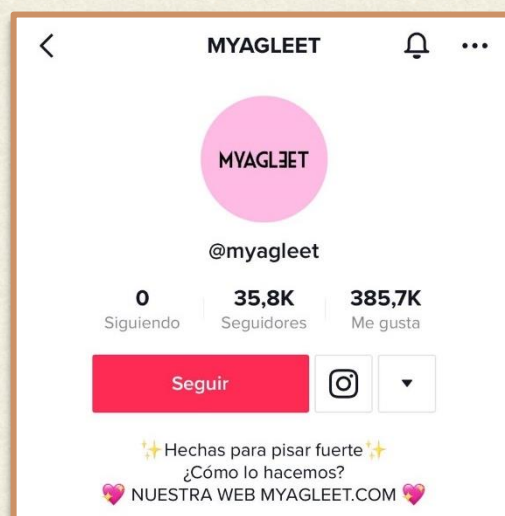 MYAGLEET
MYAGLƎET
@myagleet
0 35,8K 385,7K
Siguiendo Seguidores Me gusta
Seguir
✨Hechas para pisar fuerte✨
¿Cómo lo hacemos?
💖 NUESTRA WEB MYAGLEET.COM 💖